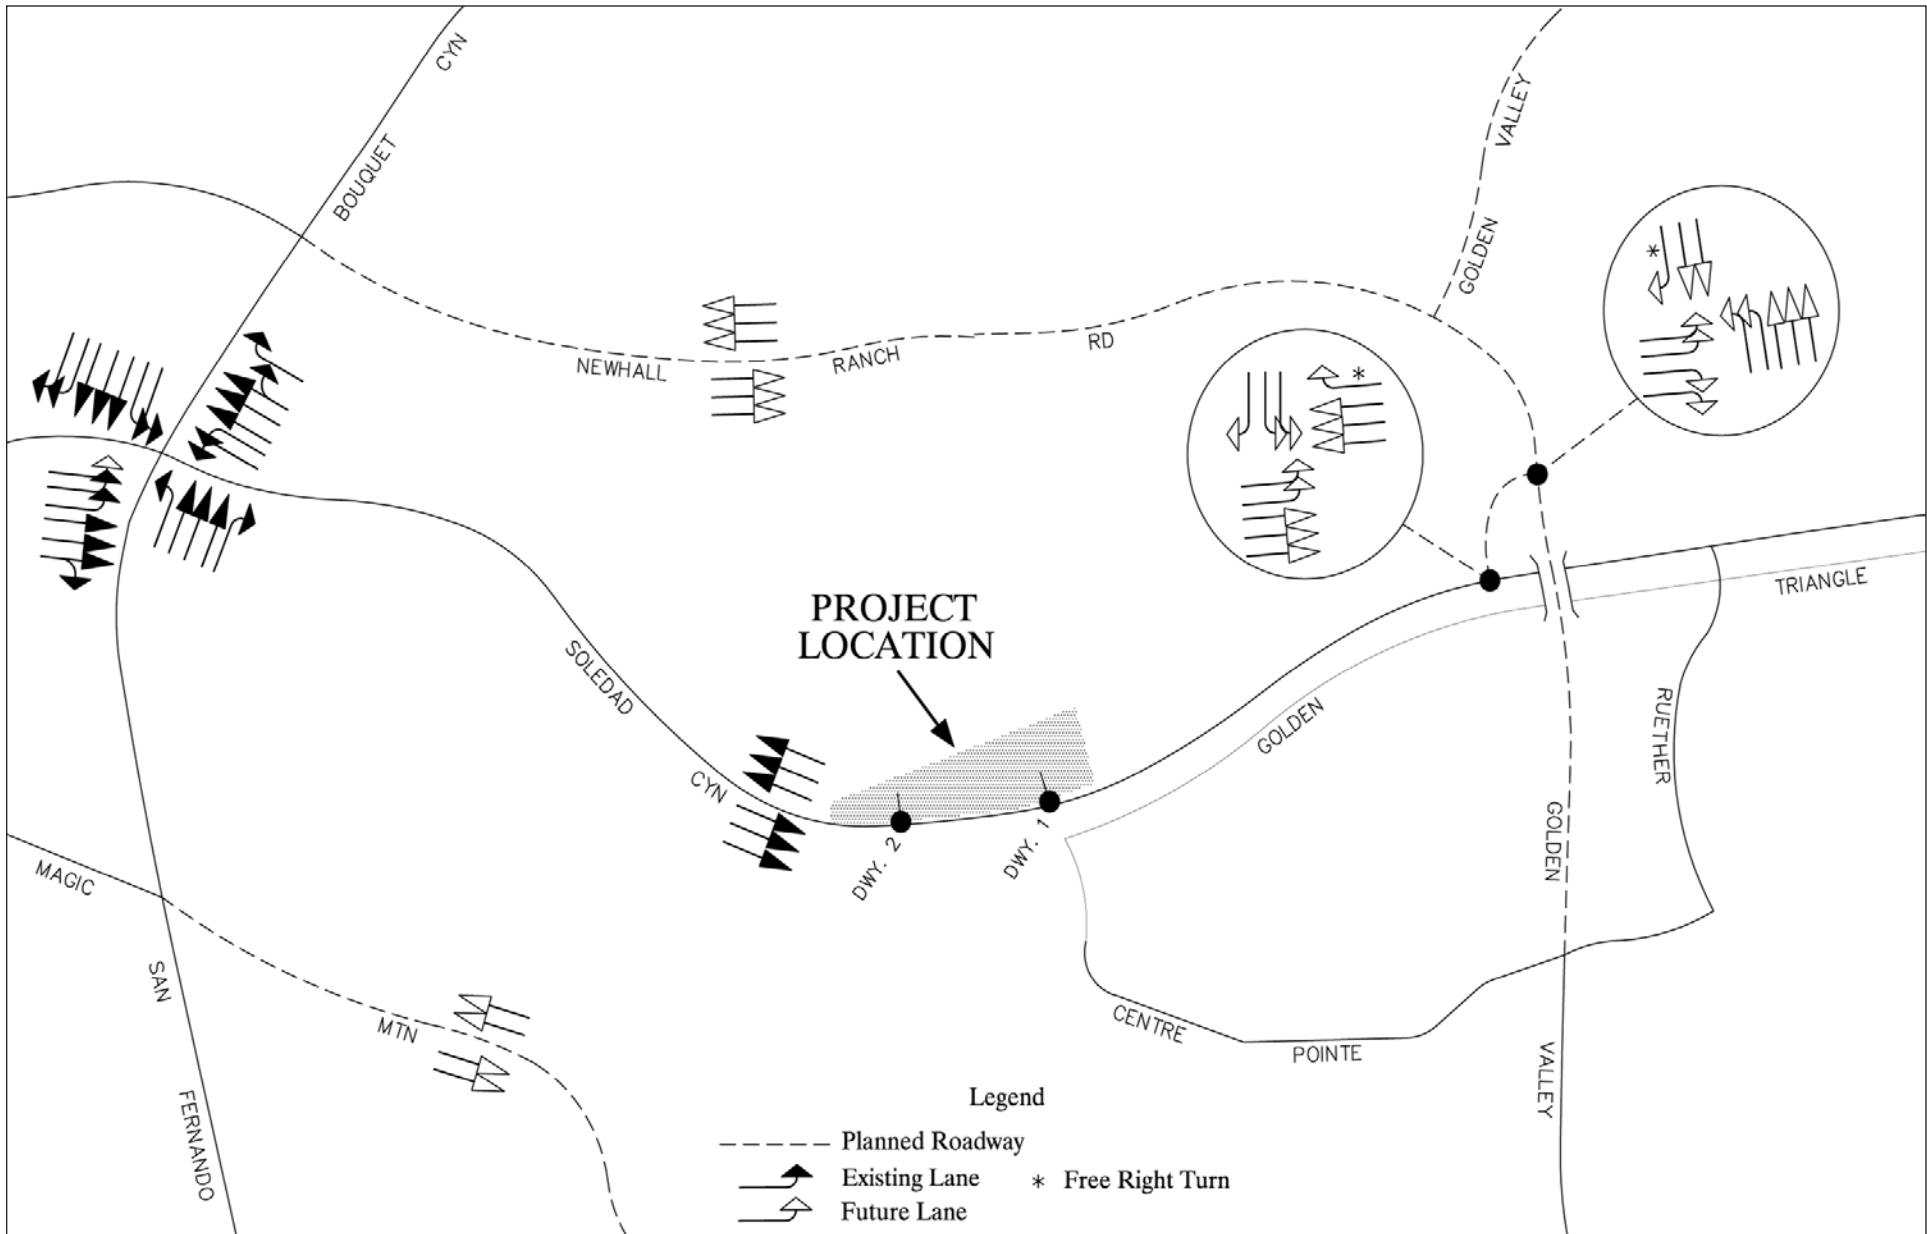 CYN
BOUQUET
VALLEY
GOLDEN
*
NEWHALL
RANCH
RD
*
TRIANGLE
PROJECT
LOCATION
SOLEDAD
CYN
GOLDEN
RUETHER
GOLDEN
DWY. 2
DWY. 1
MAGIC
SAN
MTN
FERNANDO
CENTRE
POINTE
VALLEY
Legend
Planned Roadway
Existing Lane
* Free Right Turn
Future Lane